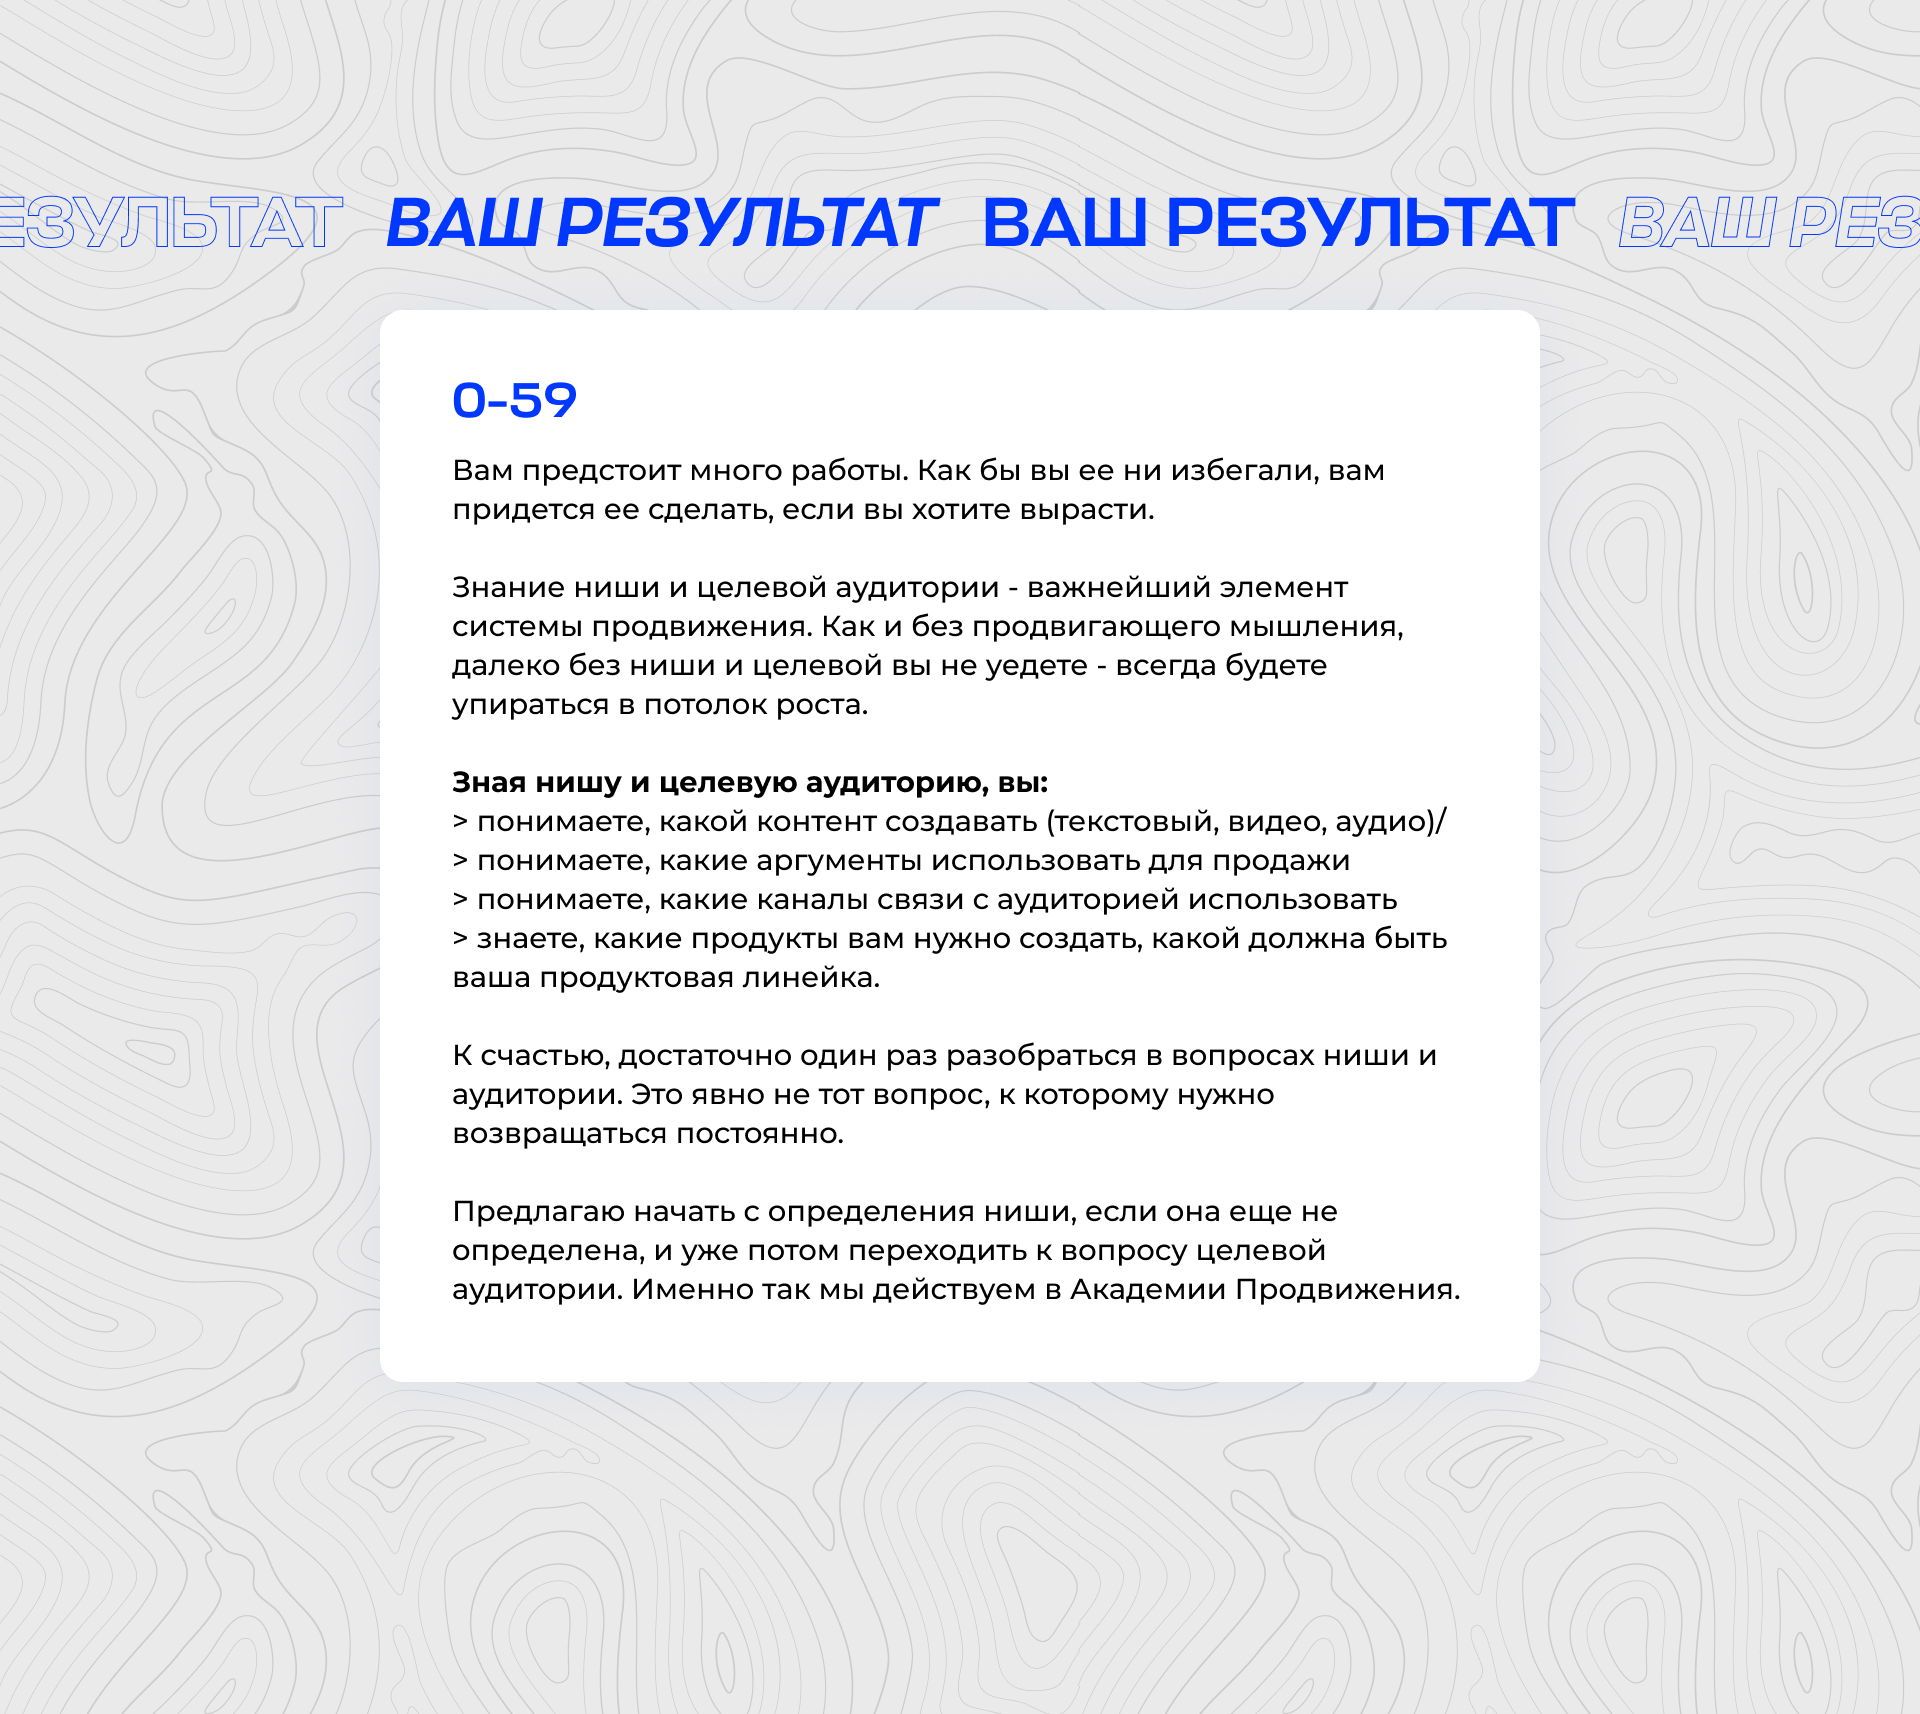 ЕЗУЛЬТАТ ВАШ РЕЗУЛЬТАТ ВАШ РЕЗУЛЬТАТ ВАШ РЕЗ
0-59
Вам предстоит много работы. Как бы вы ее ни избегали, вам
придется ее сделать, если вы хотите вырасти.
Знание ниши и целевой аудитории - важнейший элемент
системы продвижения. Как и без продвигающего мышления,
далеко без ниши и целевой вы не уедете - всегда будете
упираться в потолок роста.
Зная нишу и целевую аудиторию, вы:
> понимаете, какой контент создавать (текстовый, видео, аудио)/
> понимаете, какие аргументы использовать для продажи
> понимаете, какие каналы связи с аудиторией использовать
> знаете, какие продукты вам нужно создать, какой должна быть
ваша продуктовая линейка.
К счастью, достаточно один раз разобраться в вопросах ниши и
аудитории. Это явно не тот вопрос, к которому нужно
возвращаться постоянно.
Предлагаю начать с определения ниши, если она еще не
определена, и уже потом переходить к вопросу целевой
аудитории. Именно так мы действуем в Академии Продвижения.